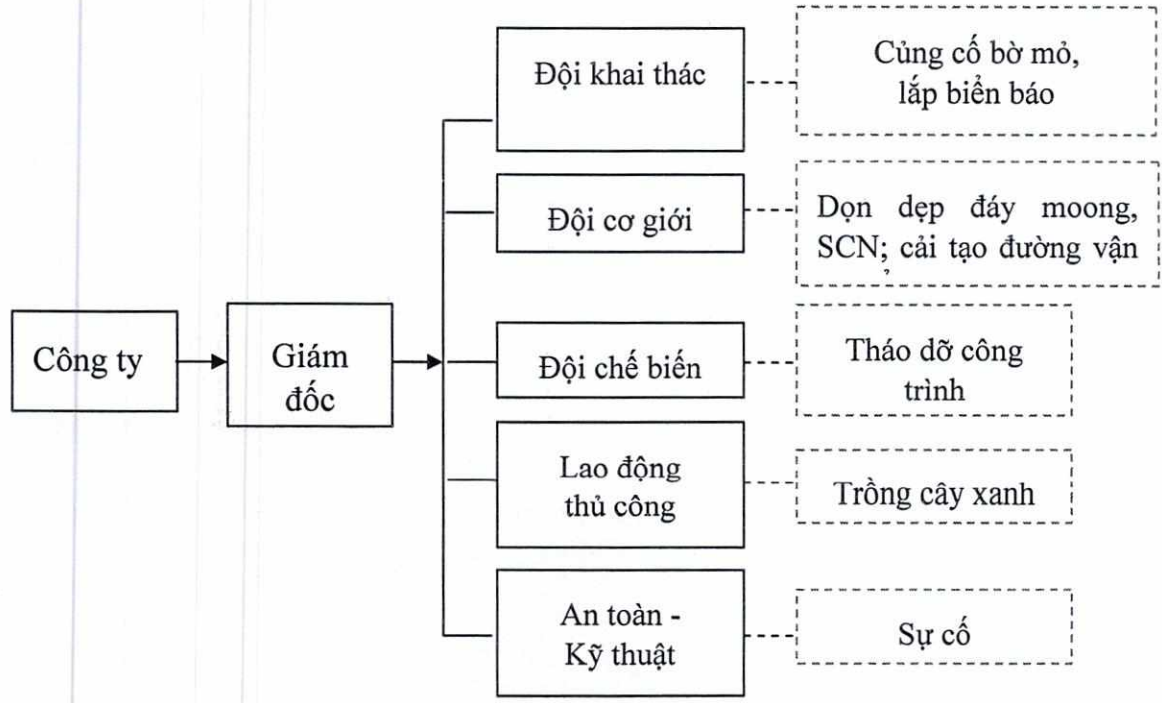 Công ty
Giám
đốc
Đội khai thác
Củng cố bờ mỏ,
lắp biển báo
Đội cơ giới
Dọn dẹp đáy moong,
SCN; cải tạo đường vận
Đội chế biến
Tháo dỡ công
trình
Lao động
thủ công
Trồng cây xanh
An toàn -
Kỹ thuật
Sự cố